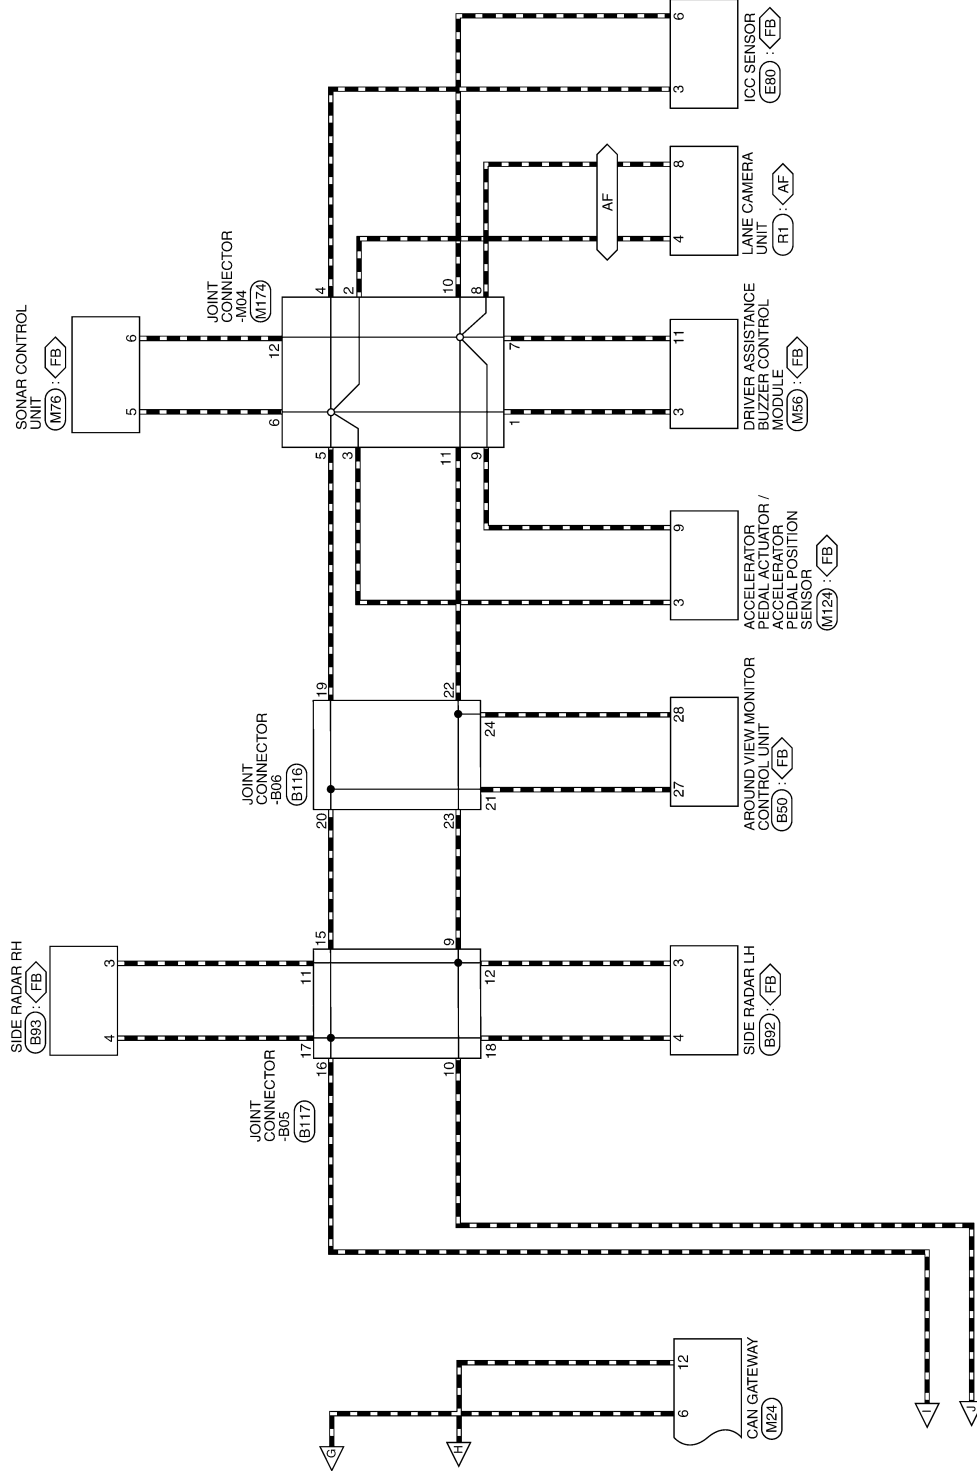 SIDE RADAR RH
B93 : FB
4
3
17
11
JOINT
CONNECTOR
-B05
B117
16
15
10
9
18
12
4
3
SIDE RADAR LH
B92 : FB
JOINT
CONNECTOR
-B06
B116
20
19
23
22
21
24
27
28
AROUND VIEW MONITOR
CONTROL UNIT
B50 : FB
SONAR CONTROL
UNIT
M76 : FB
5
6
JOINT
CONNECTOR
-M04
M174
6
12
5
4
3
2
11
10
9
8
1
7
3
9
ACCELERATOR
PEDAL ACTUATOR /
ACCELERATOR
PEDAL POSITION
SENSOR
M124 : FB
3
11
DRIVER ASSISTANCE
BUZZER CONTROL
MODULE
M56 : FB
AF
4
8
LANE CAMERA
UNIT
R1 : AF
3
6
ICC SENSOR
E80 : FB
G
H
6
12
CAN GATEWAY
M24
I
J